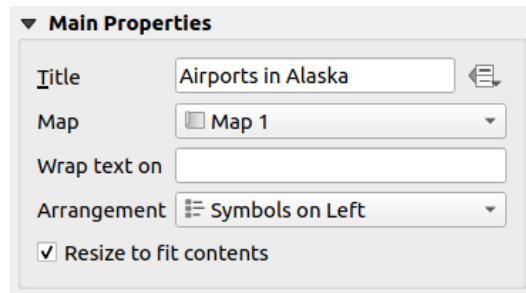 Main Properties
Title Airports in Alaska
Map Map 1
Wrap text on
Arrangement Symbols on Left
Resize to fit contents